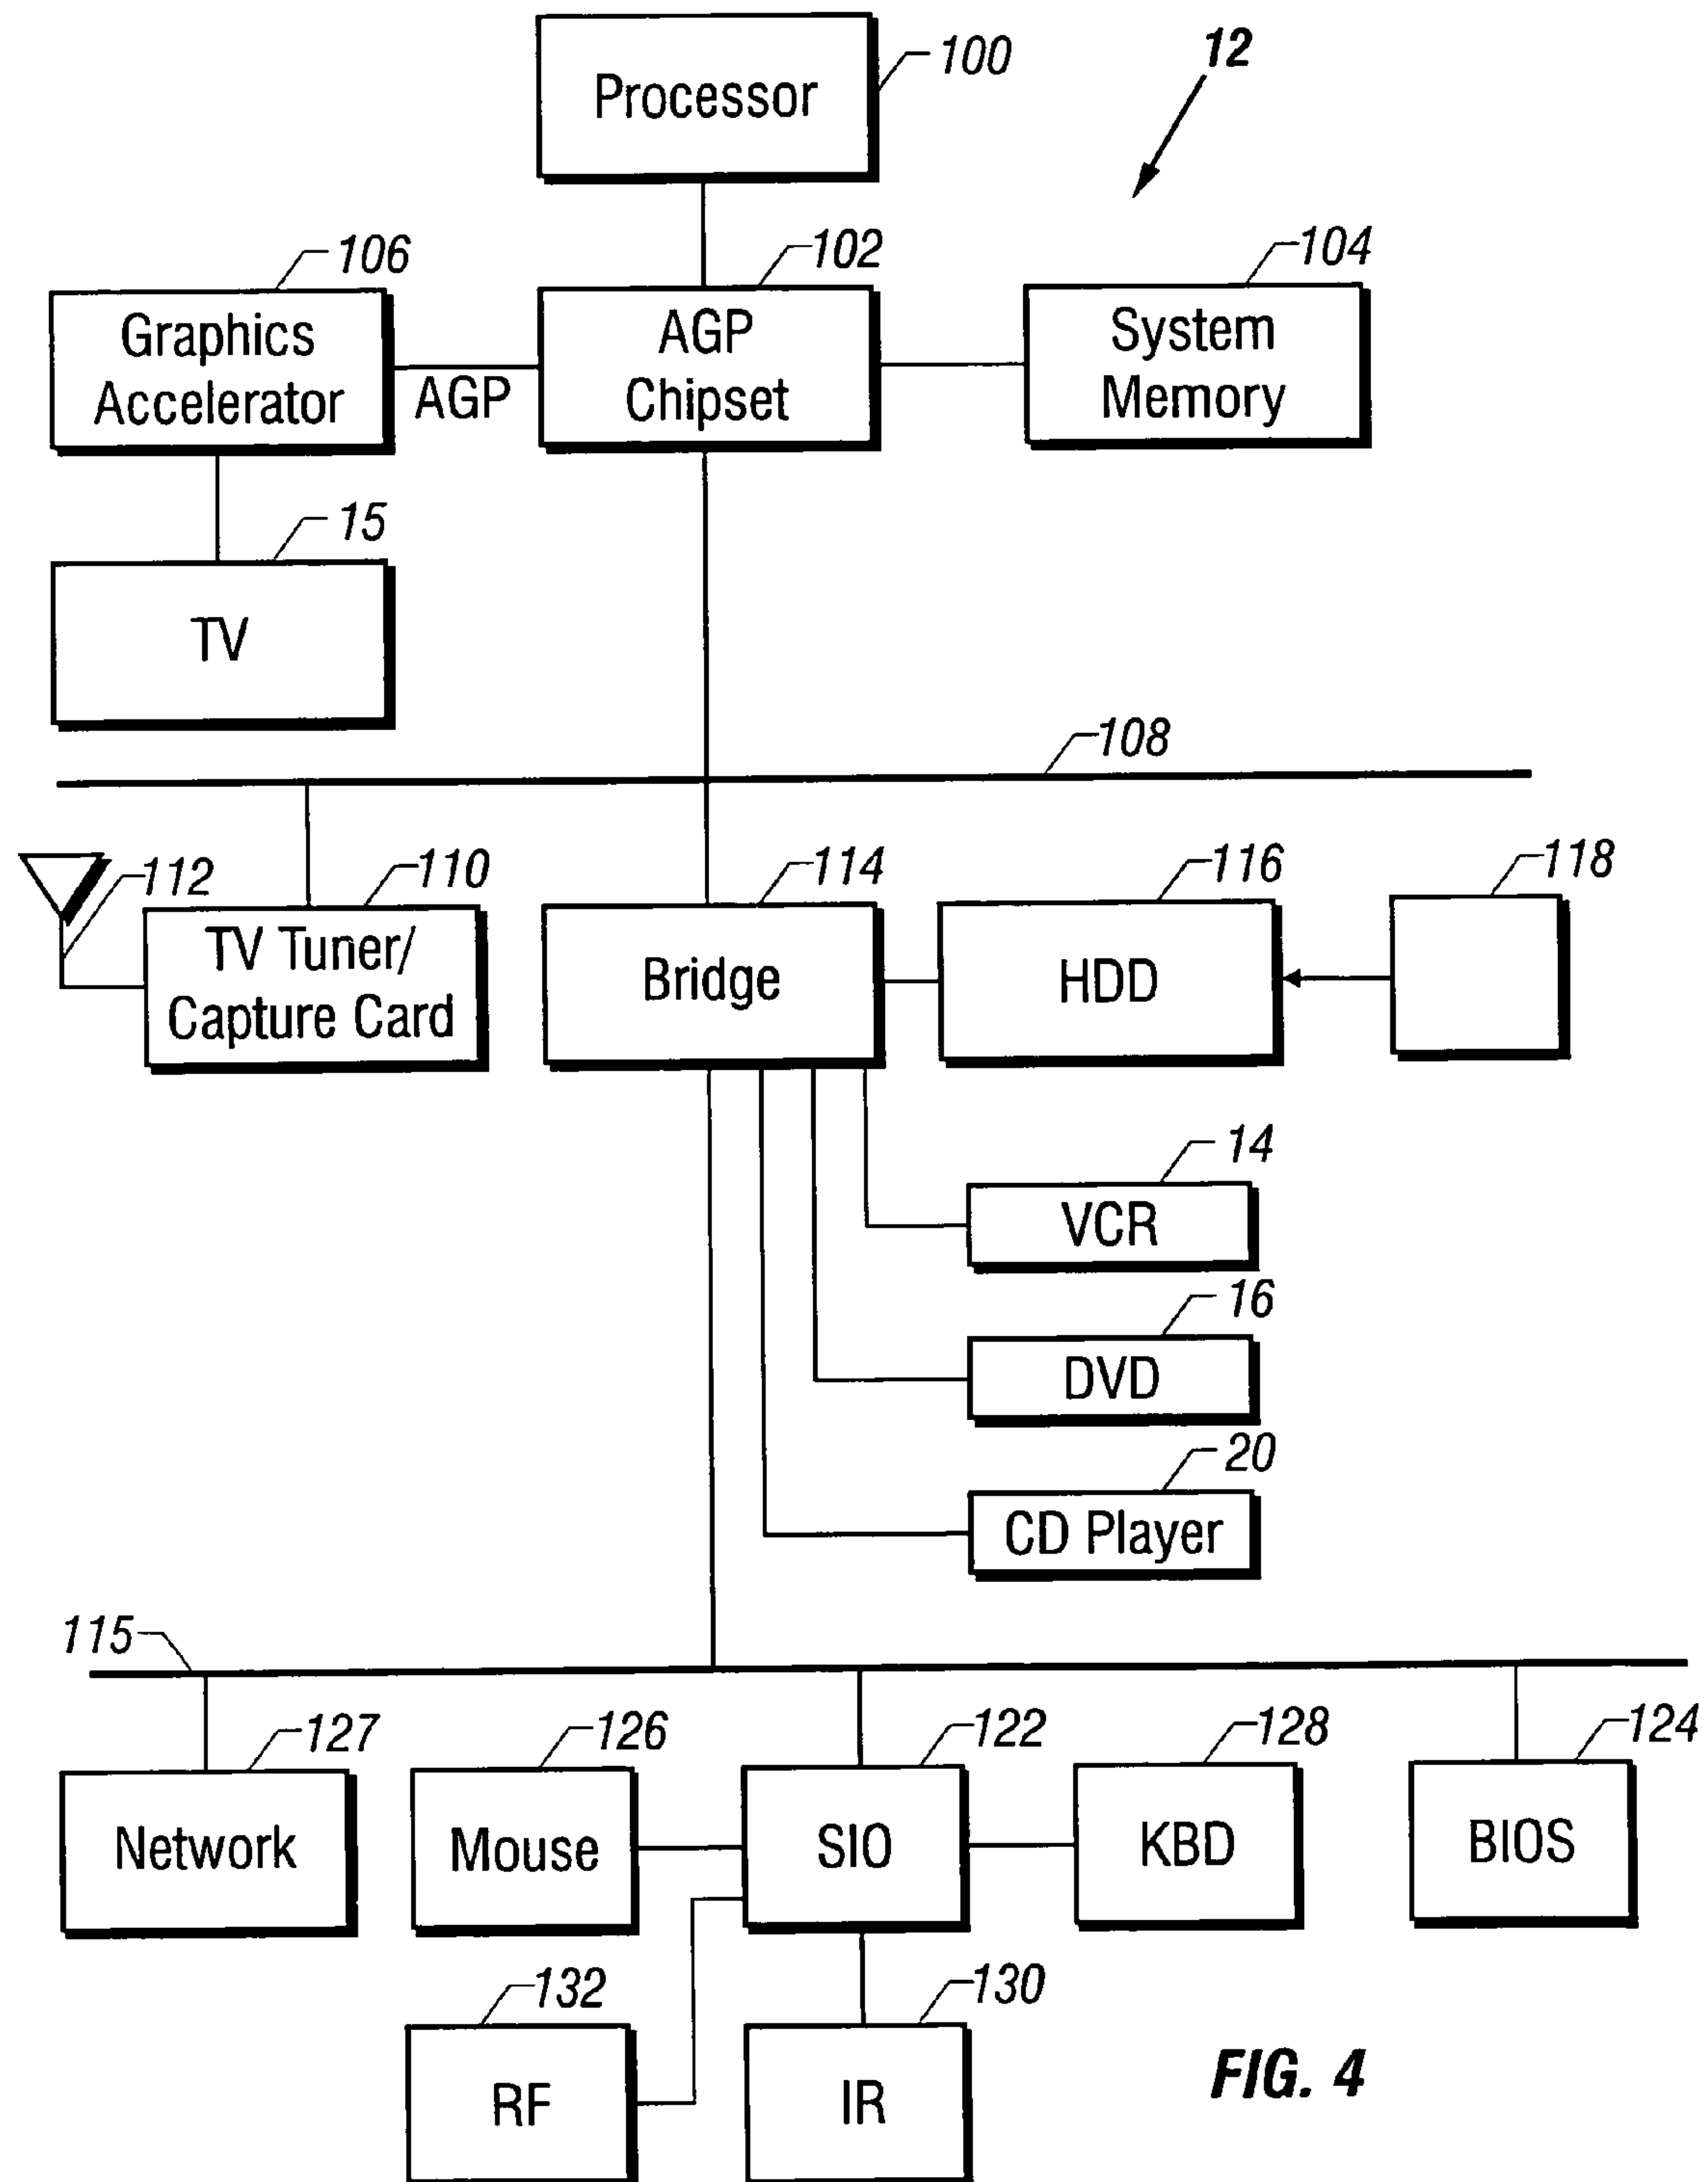 100
12
Processor
106
102
104
Graphics
Accelerator
AGP
AGP
Chipset
System
Memory
15
TV
108
112
110
114
116
118
TV Tuner/
Capture Card
Bridge
HDD
14
VCR
16
DVD
20
CD Player
115
127
126
122
128
124
Network
Mouse
SIO
KBD
BIOS
132
130
RF
IR
FIG. 4